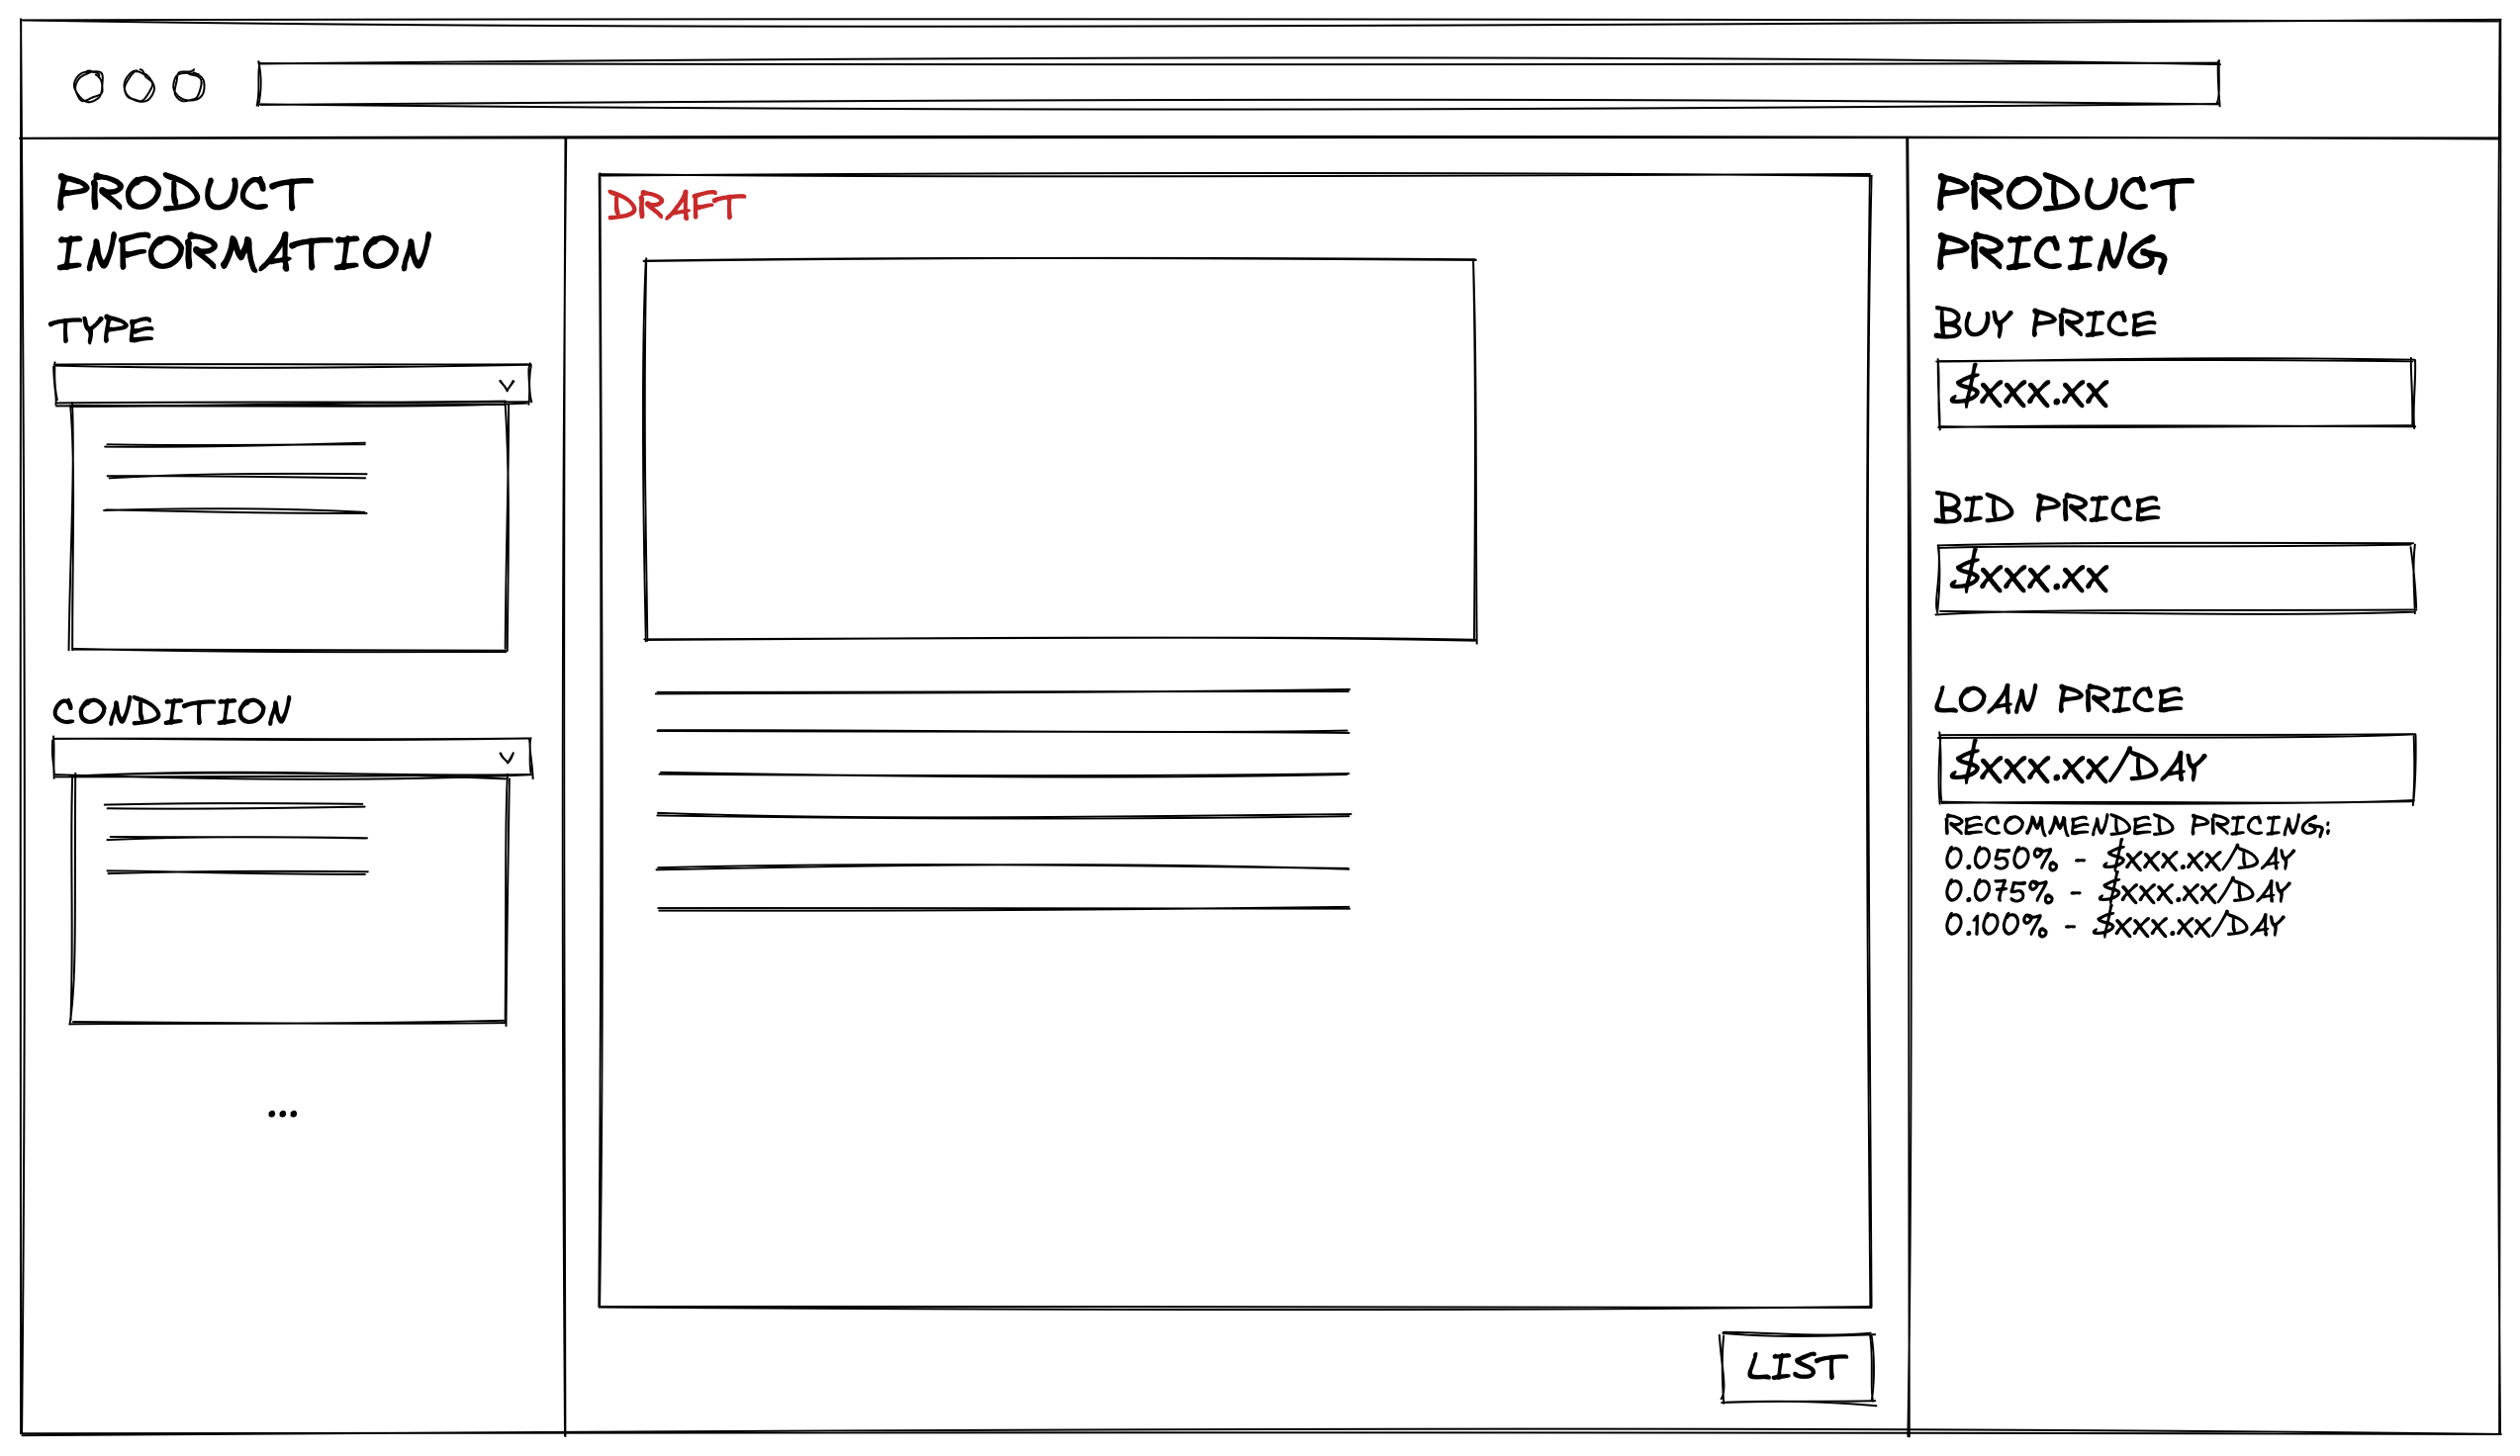 PRODUCT
INFORMATION
TYPE
CONDITION
...
DRAFT
LIST
PRODUCT
PRICING
BUY PRICE
$xxx.xx
BID PRICE
$xxx.xx
LOAN PRICE
$xxx.xx/DAY
RECOMMENDED PRICING:
0.050% - $xxx.xx/DAY
0.075% - $xxx.xx/DAY
0.100% - $xxx.xx/DAY